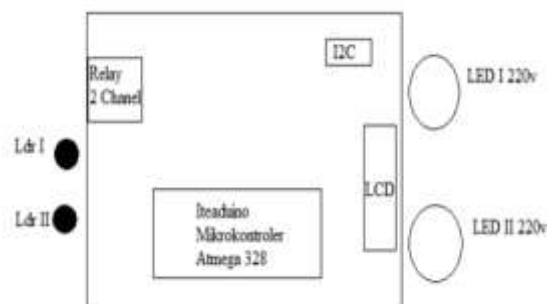 I2C
Relay
2 Chanel
LED I 220v
Ldr I
LCD
Iteaduino
Mikrokontroler
Atmega 328
Ldr II
LED II 220v